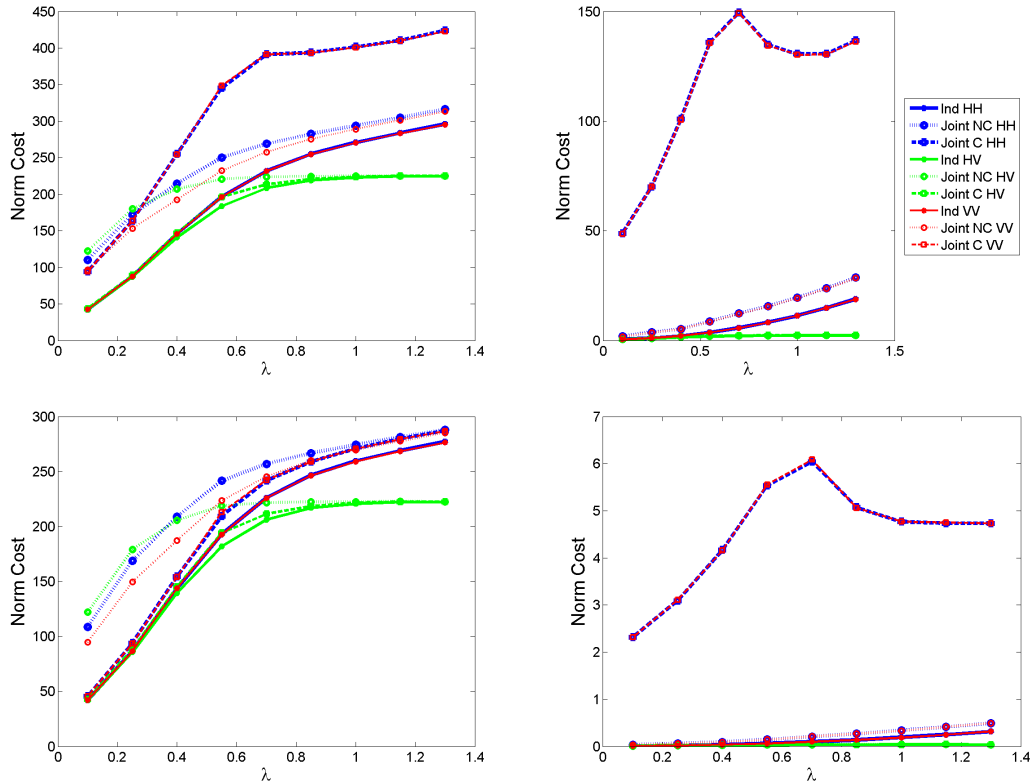 450
400
350
300
250
200
150
100
50
0
Norm Cost
0 0.2 0.4 0.6 0.8 1 1.2 1.4
λ
150
100
50
0
Norm Cost
0 0.5 1 1.5
λ
Ind HH
Joint NC HH
Joint C HH
Ind HV
Joint NC HV
Joint C HV
Ind VV
Joint NC VV
Joint C VV
300
250
200
150
100
50
0
Norm Cost
0 0.2 0.4 0.6 0.8 1 1.2 1.4
λ
7
6
5
4
3
2
1
0
Norm Cost
0 0.2 0.4 0.6 0.8 1 1.2 1.4
λ